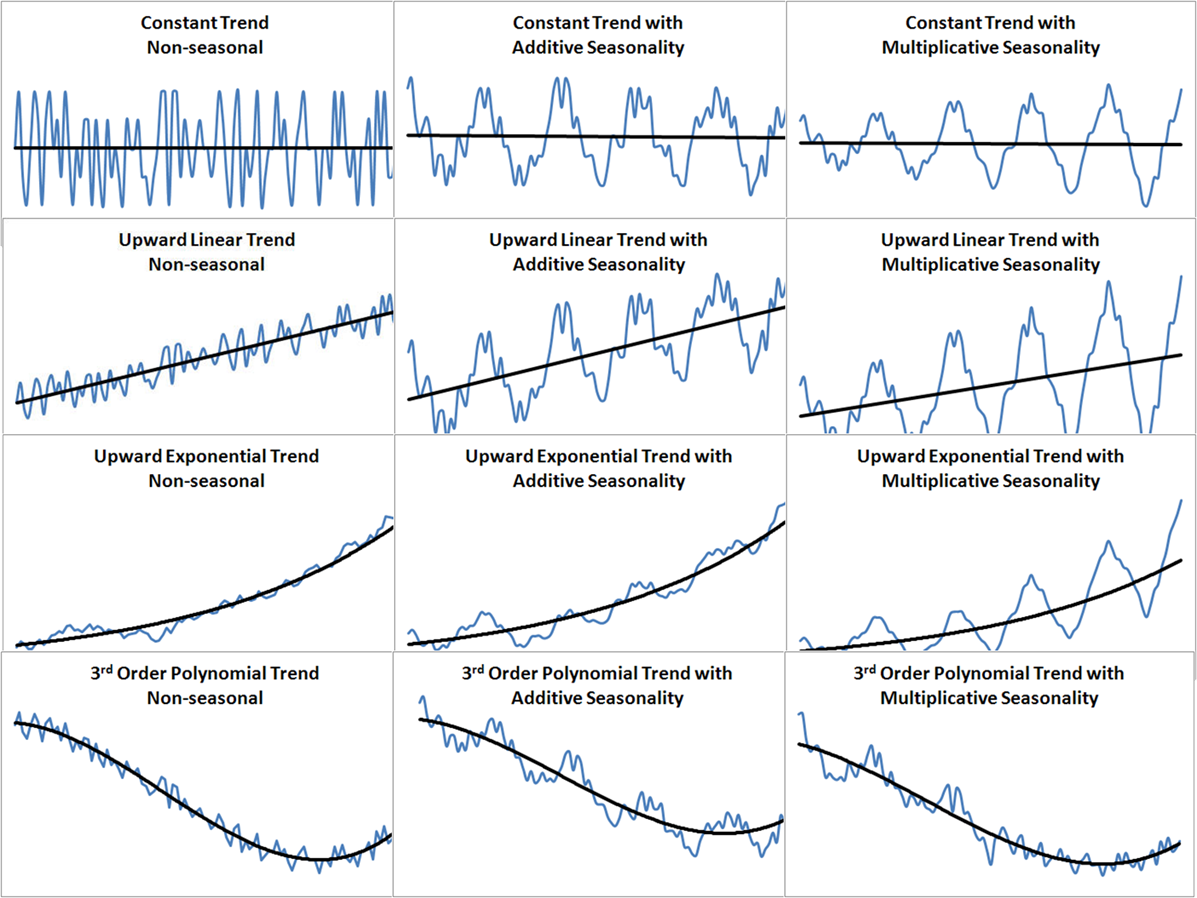 Constant Trend
Non-seasonal
Constant Trend with
Additive Seasonality
Constant Trend with
Multiplicative Seasonality
Upward Linear Trend
Non-seasonal
Upward Linear Trend with
Additive Seasonality
Upward Linear Trend with
Multiplicative Seasonality
Upward Exponential Trend
Non-seasonal
Upward Exponential Trend with
Additive Seasonality
Upward Exponential Trend with
Multiplicative Seasonality
3rd Order Polynomial Trend
Non-seasonal
3rd Order Polynomial Trend with
Additive Seasonality
3rd Order Polynomial Trend with
Multiplicative Seasonality